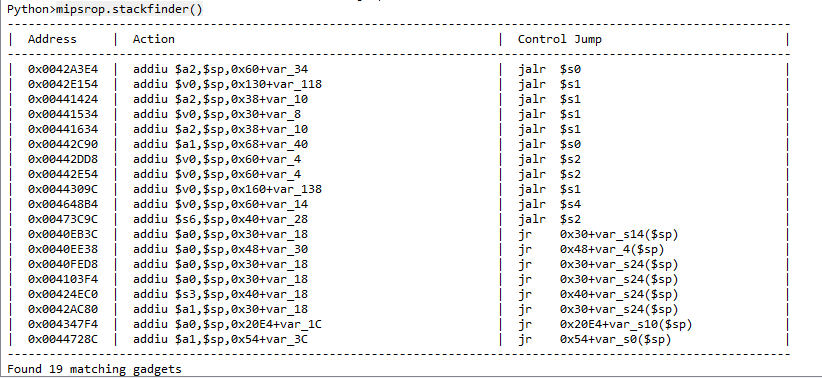 Python>mipsrop.stackfinder()
----------------------------------------------------------------------------------------------------------------
|  Address     |  Action                                              |  Control Jump                          |
----------------------------------------------------------------------------------------------------------------
|  0x0042A3E4  |  addiu $a2,$sp,0x60+var_34                           |  jalr  $s0                             |
|  0x0042E154  |  addiu $v0,$sp,0x130+var_118                         |  jalr  $s1                             |
|  0x00441424  |  addiu $a2,$sp,0x38+var_10                           |  jalr  $s1                             |
|  0x00441534  |  addiu $v0,$sp,0x30+var_8                            |  jalr  $s1                             |
|  0x00441634  |  addiu $a2,$sp,0x38+var_10                           |  jalr  $s1                             |
|  0x00442C90  |  addiu $a1,$sp,0x68+var_40                           |  jalr  $s0                             |
|  0x00442DD8  |  addiu $v0,$sp,0x60+var_4                            |  jalr  $s2                             |
|  0x00442E54  |  addiu $v0,$sp,0x60+var_4                            |  jalr  $s2                             |
|  0x0044309C  |  addiu $v0,$sp,0x160+var_138                         |  jalr  $s1                             |
|  0x004648B4  |  addiu $v0,$sp,0x60+var_14                           |  jalr  $s4                             |
|  0x00473C9C  |  addiu $s6,$sp,0x40+var_28                           |  jalr  $s2                             |
|  0x0040EB3C  |  addiu $a0,$sp,0x30+var_18                           |  jr    0x30+var_s14($sp)               |
|  0x0040EE38  |  addiu $a0,$sp,0x48+var_30                           |  jr    0x48+var_4($sp)                 |
|  0x0040FED8  |  addiu $a0,$sp,0x30+var_18                           |  jr    0x30+var_s24($sp)               |
|  0x004103F4  |  addiu $a0,$sp,0x30+var_18                           |  jr    0x30+var_s24($sp)               |
|  0x00424EC0  |  addiu $s3,$sp,0x40+var_18                           |  jr    0x40+var_s24($sp)               |
|  0x0042AC80  |  addiu $a1,$sp,0x30+var_18                           |  jr    0x30+var_s24($sp)               |
|  0x004347F4  |  addiu $a0,$sp,0x20E4+var_1C                         |  jr    0x20E4+var_s10($sp)             |
|  0x0044728C  |  addiu $a1,$sp,0x54+var_3C                           |  jr    0x54+var_s0($sp)                |
----------------------------------------------------------------------------------------------------------------
Found 19 matching gadgets